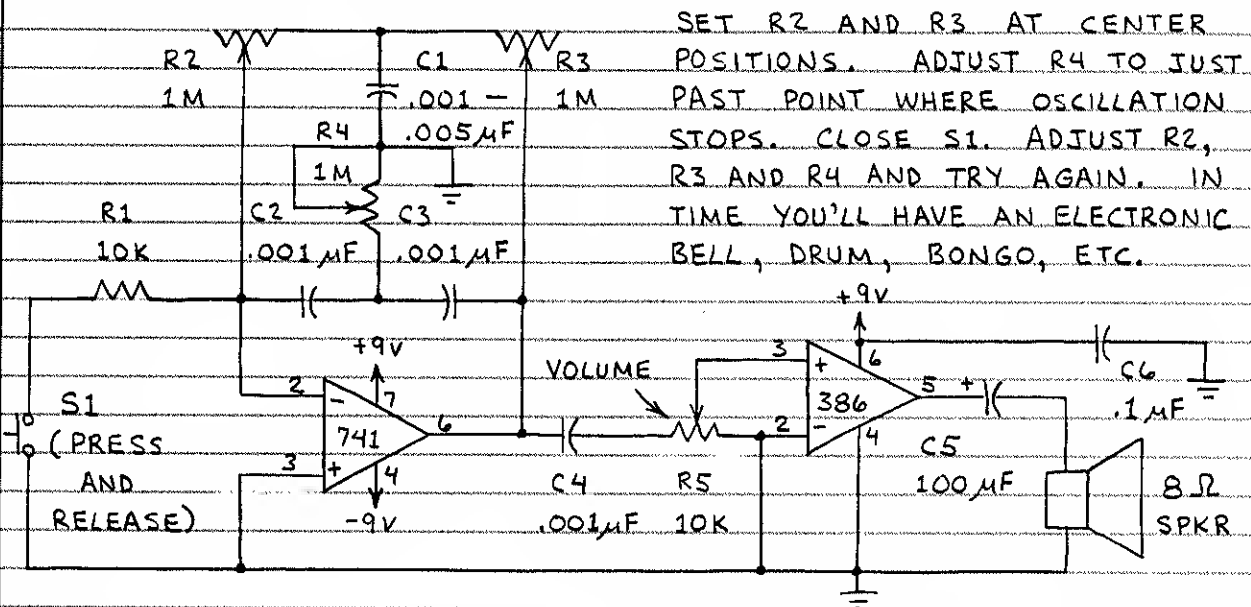 SET R2 AND R3 AT CENTER
POSITIONS. ADJUST R4 TO JUST
PAST POINT WHERE OSCILLATION
STOPS. CLOSE S1. ADJUST R2,
R3 AND R4 AND TRY AGAIN. IN
TIME YOU'LL HAVE AN ELECTRONIC
BELL, DRUM, BONGO, ETC.
R2
1M
C1
.001 -
.005µF
R3
1M
R4
1M
R1
10K
C2
.001µF
C3
.001µF
S1
(PRESS
AND
RELEASE)
+9V
2
-
7
741
6
3
+
4
-9V
C4
.001µF
VOLUME
R5
10K
+9V
3
+
6
386
5
+
2
-
4
C5
100µF
C6
.1µF
8Ω
SPKR